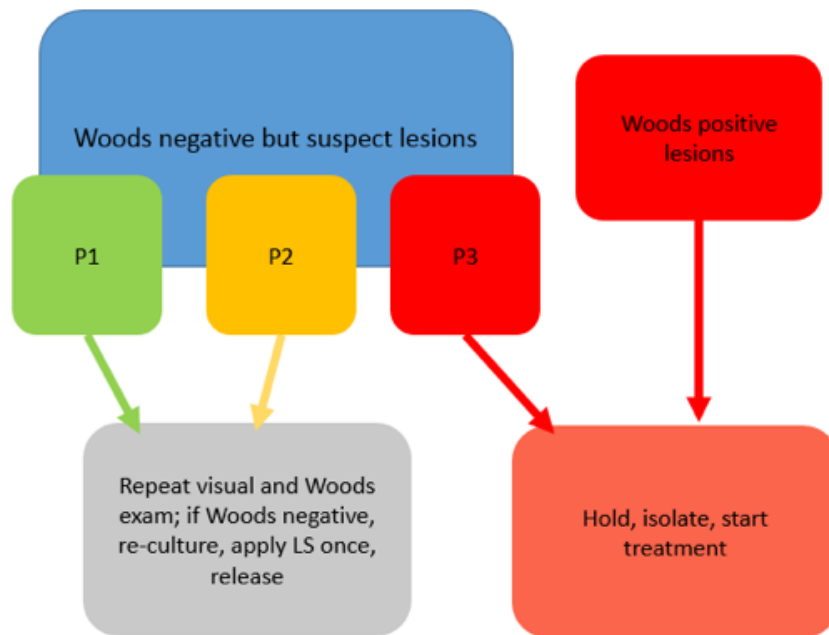 Woods negative but suspect lesions
Woods positive
lesions
P1
P2
P3
Repeat visual and Woods
exam; if Woods negative,
re-culture, apply LS once,
release
Hold, isolate, start
treatment